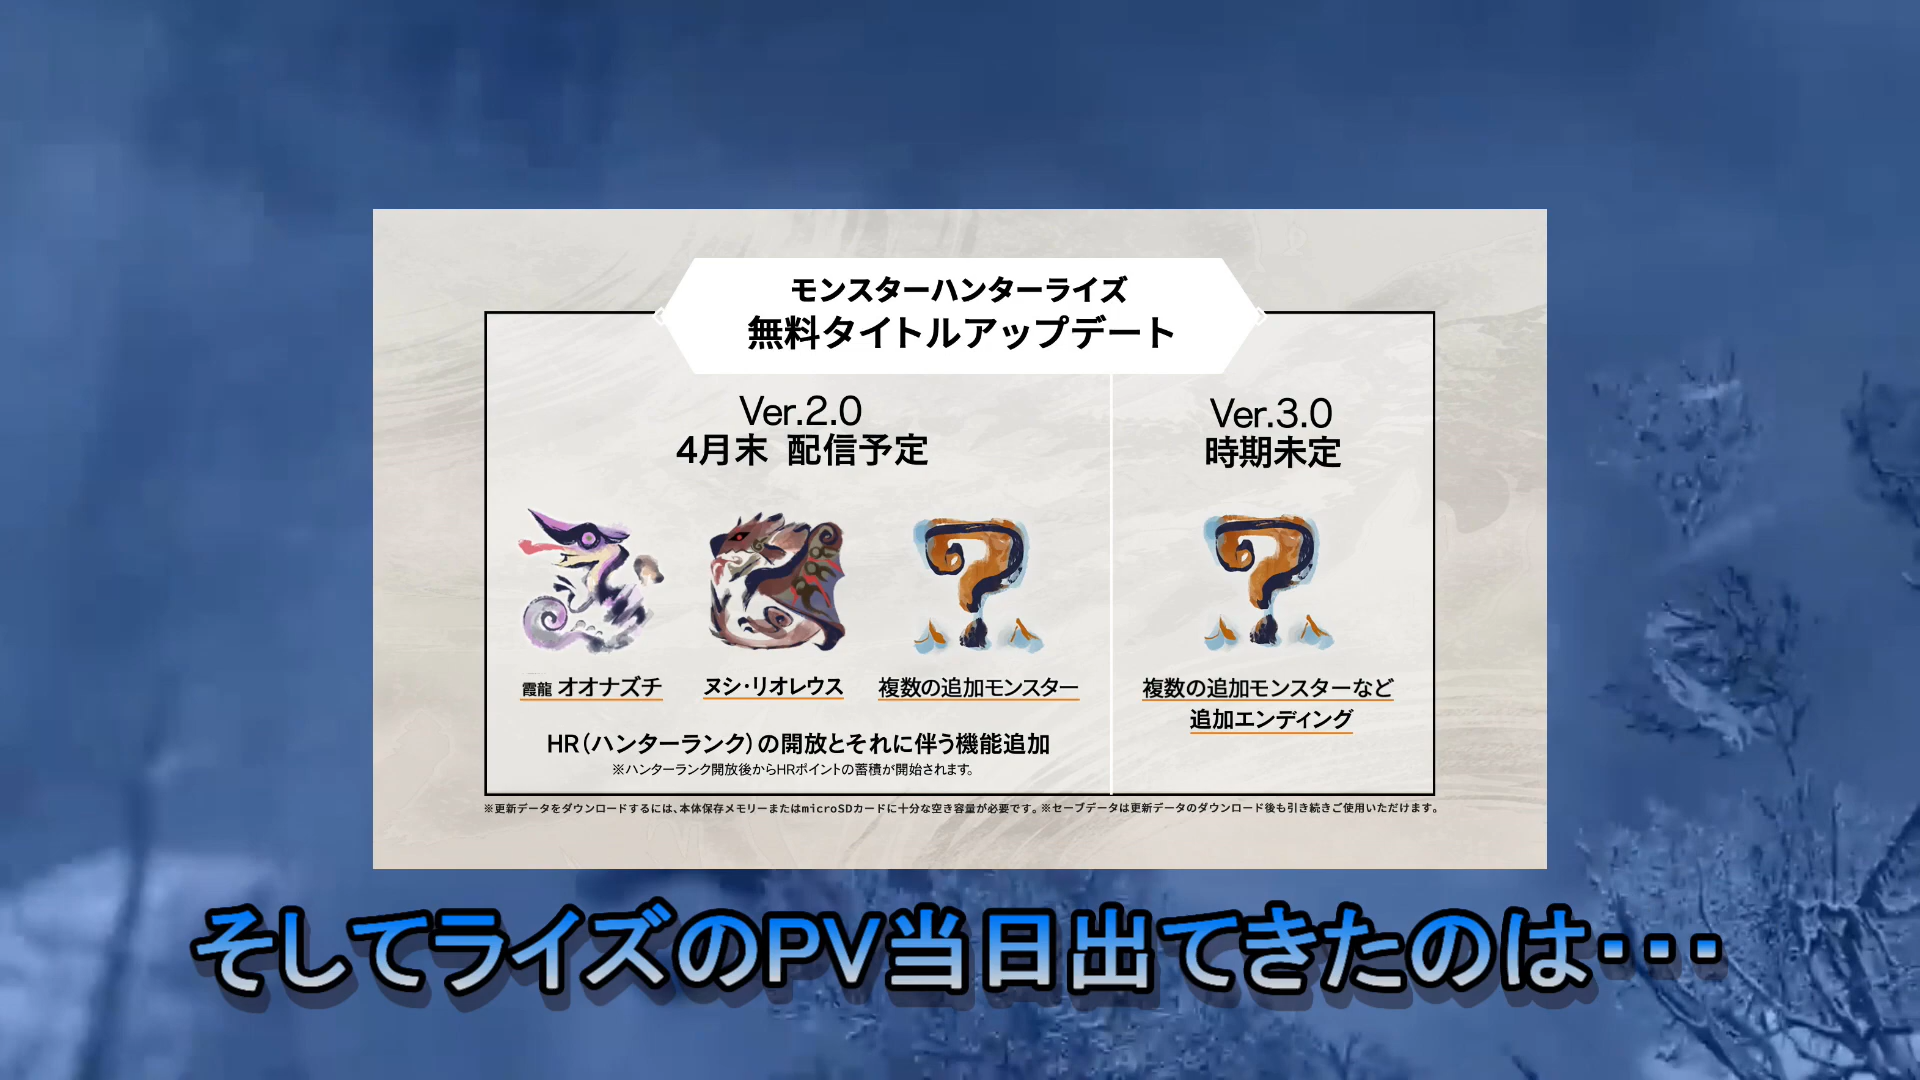 モンスターハンターライズ
無料タイトルアップデート
Ver.2.0
4月末 配信予定
Ver.3.0
時期未定
霞龍 オオナズチ
ヌシ・リオレウス
複数の追加モンスター
複数の追加モンスターなど
追加エンディング
HR(ハンターランク)の開放とそれに伴う機能追加
※ハンターランク開放後からHRポイントの蓄積が開始されます。
※更新データをダウンロードするには、本体保存メモリーまたはmicroSDカードに十分な空き容量が必要です。※セーブデータは更新データのダウンロード後も引き続きご使用いただけます。
そしてライズのPV当日出てきたのは・・・